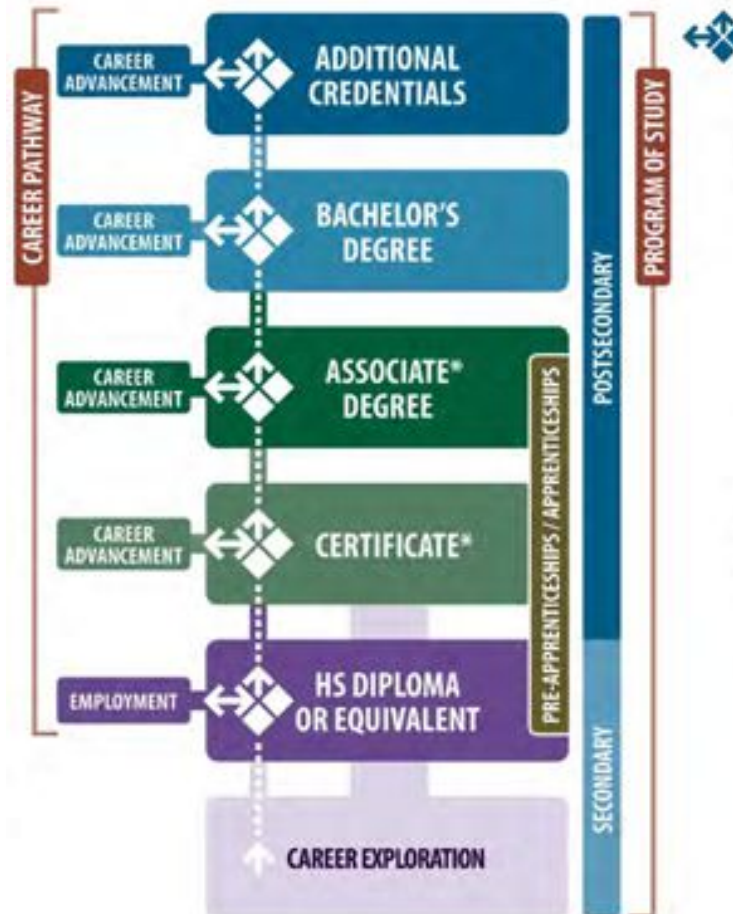 CAREER PATHWAY
CAREER
ADVANCEMENT
ADDITIONAL
CREDENTIALS
CAREER
ADVANCEMENT
BACHELOR'S
DEGREE
CAREER
ADVANCEMENT
ASSOCIATE*
DEGREE
CAREER
ADVANCEMENT
CERTIFICATE*
EMPLOYMENT
HS DIPLOMA
OR EQUIVALENT
CAREER EXPLORATION
PRE-APPRENTICESHIPS / APPRENTICESHIPS
POSTSECONDARY
SECONDARY
PROGRAM OF STUDY